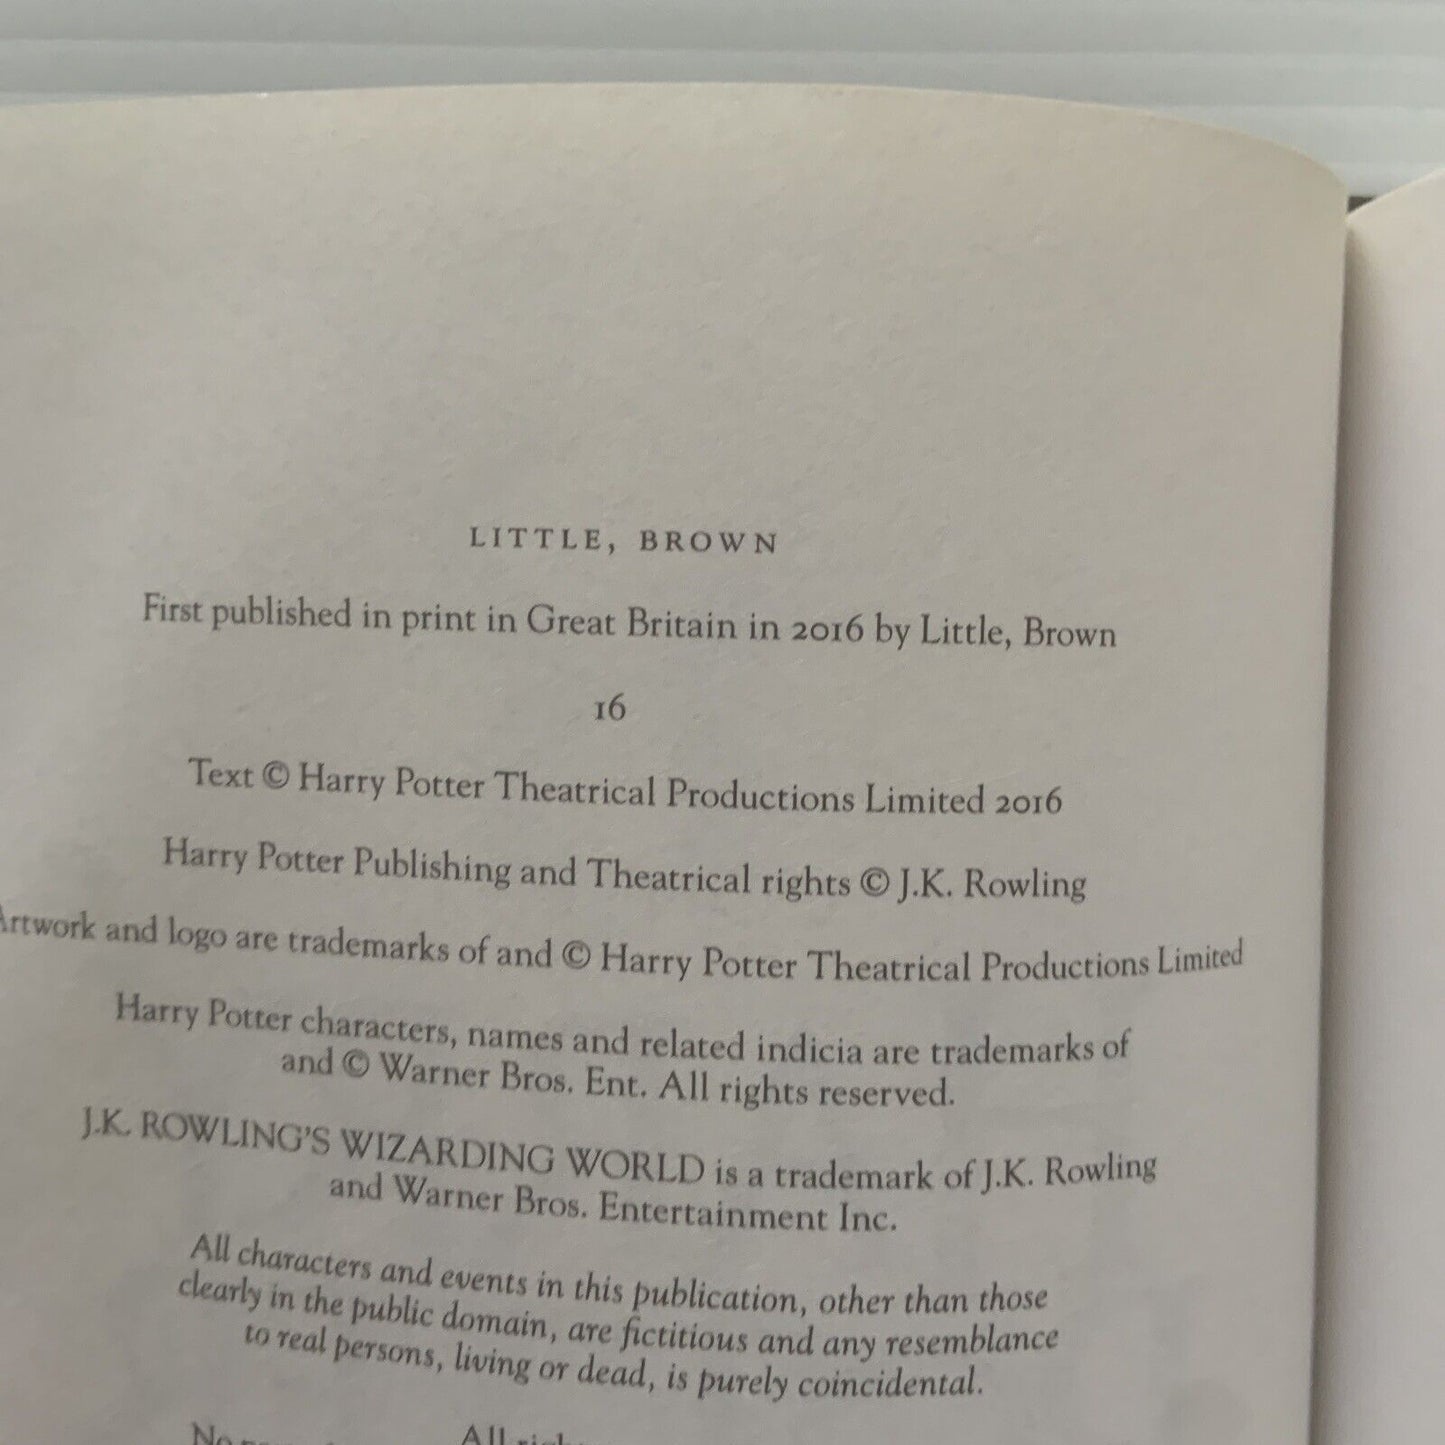 LITTLE, BROWN
First published in print in Great Britain in 2016 by Little, Brown
16
Text © Harry Potter Theatrical Productions Limited 2016
Harry Potter Publishing and Theatrical rights © J.K. Rowling
Artwork and logo are trademarks of and © Harry Potter Theatrical Productions Limited
Harry Potter characters, names and related indicia are trademarks of
and © Warner Bros. Ent. All rights reserved.
J.K. ROWLING'S WIZARDING WORLD is a trademark of J.K. Rowling
and Warner Bros. Entertainment Inc.
All characters and events in this publication, other than those
clearly in the public domain, are fictitious and any resemblance
to real persons, living or dead, is purely coincidental.
All